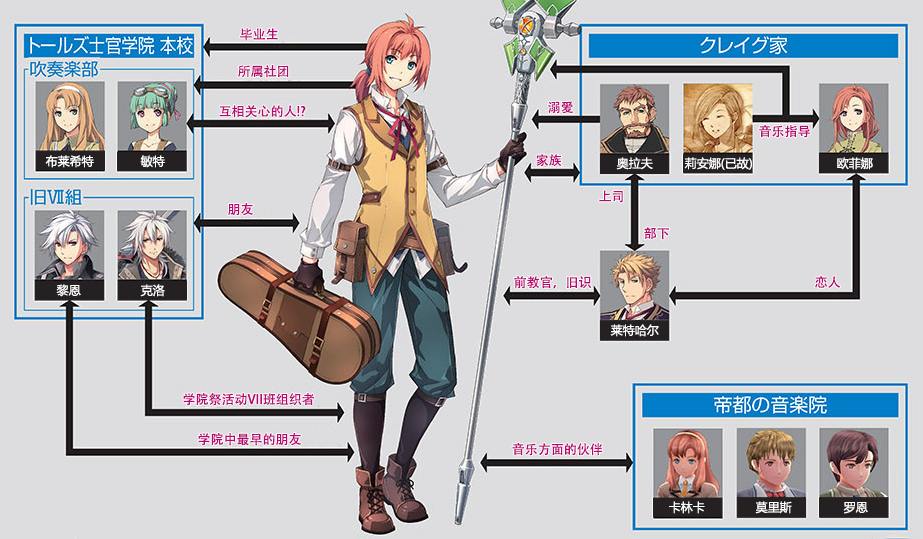 トールズ士官学院 本校
吹奏楽部
布莱希特
敏特
旧Ⅶ组
黎恩
克洛
毕业生
所属社团
互相关心的人!?
朋友
学院祭活动VII班组织者
学院中最早的朋友
クレイグ家
溺爱
奥拉夫
莉安娜(已故)
音乐指导
欧菲娜
家族
上司
部下
前教官，旧识
莱特哈尔
恋人
帝都の音楽院
音乐方面的伙伴
卡林卡
莫里斯
罗恩